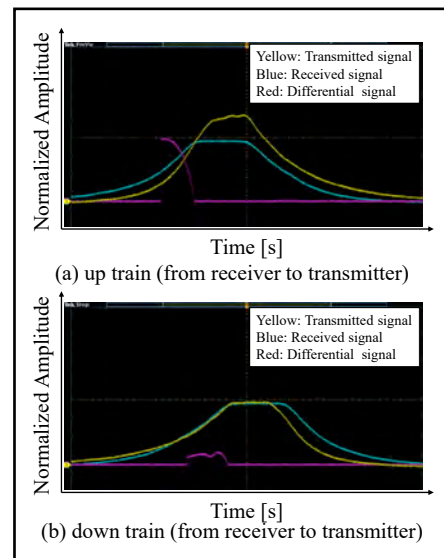 Yellow: Transmitted signal
Blue: Received signal
Red: Differential signal
Normalized Amplitude
Time [s]
(a) up train (from receiver to transmitter)
Yellow: Transmitted signal
Blue: Received signal
Red: Differential signal
Normalized Amplitude
Time [s]
(b) down train (from receiver to transmitter)